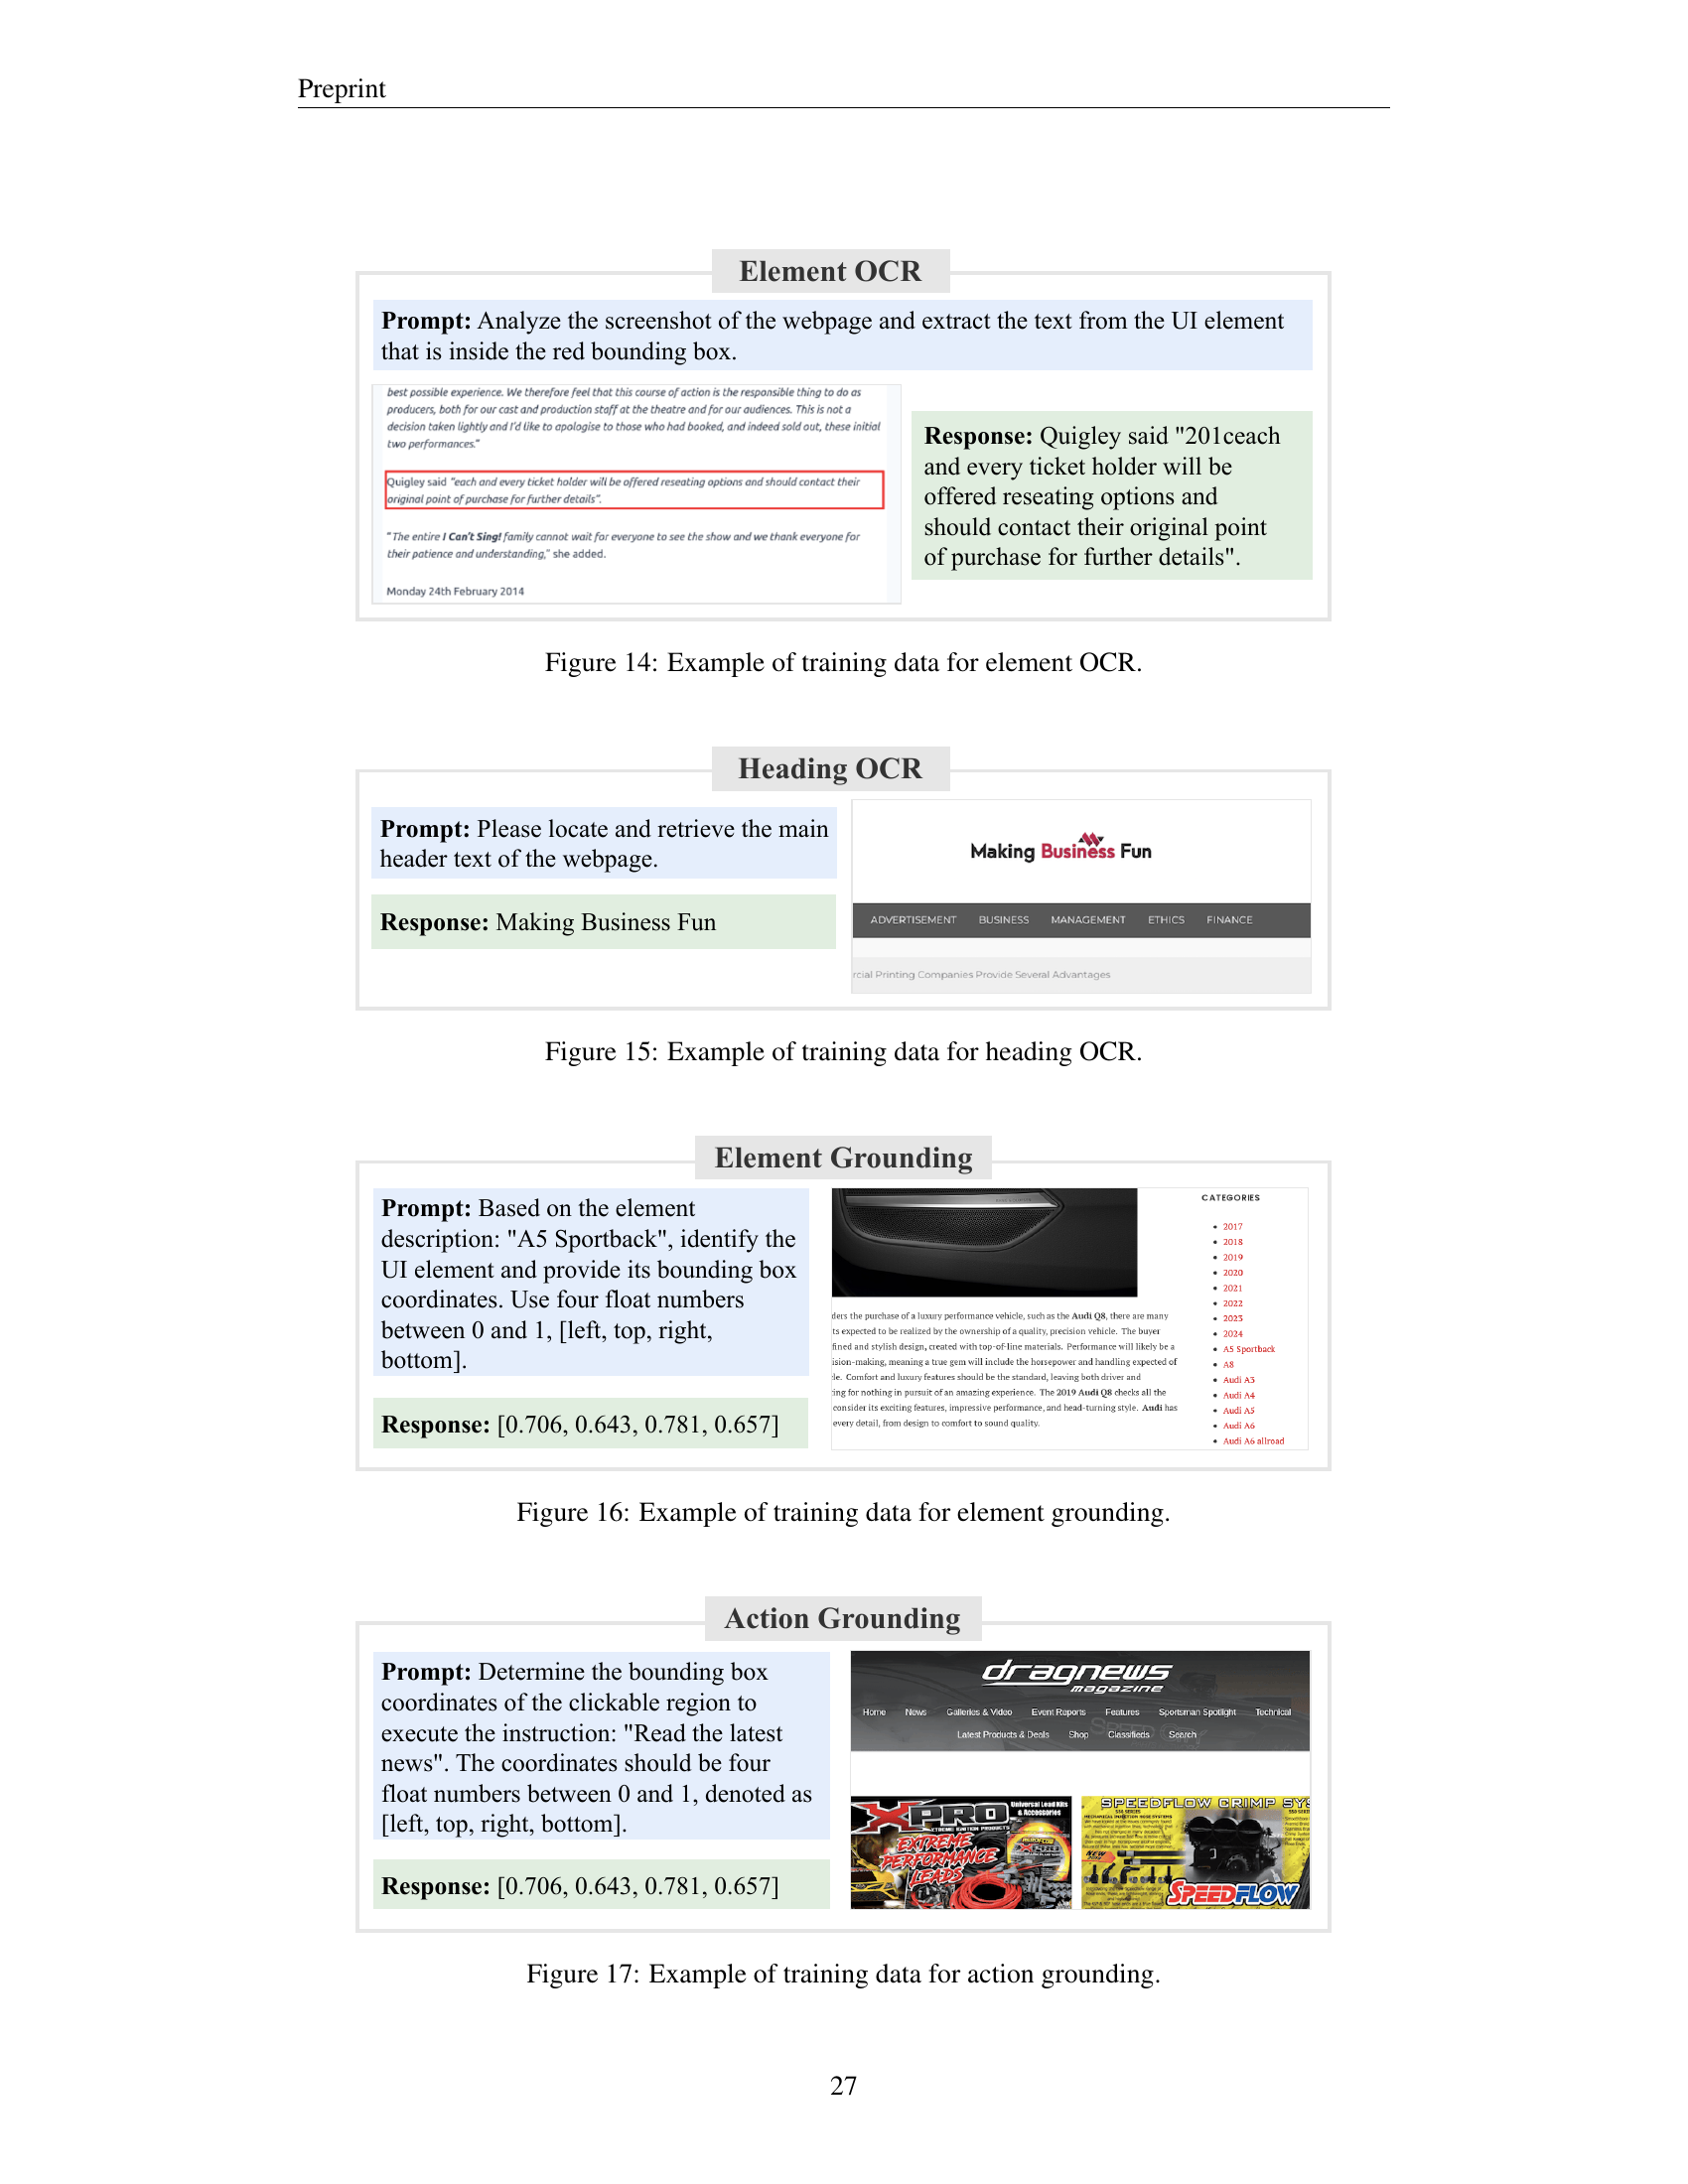 Preprint
Element OCR
Prompt: Analyze the screenshot of the webpage and extract the text from the UI element
that is inside the red bounding box.
best possible experience. We therefore feel that this course of action is the responsible thing to do as
producers, both for our cast and production staff at the theatre and for our audiences. This is not a
decision taken lightly and I'd like to apologise to those who had booked, and indeed sold out, these initial
two performances."
Quigley said "each and every ticket holder will be offered reseating options and should contact their
original point of purchase for further details".
"The entire I Can't Sing! family cannot wait for everyone to see the show and we thank everyone for
their patience and understanding," she added.
Monday 24th February 2014
Response: Quigley said "201ceach
and every ticket holder will be
offered reseating options and
should contact their original point
of purchase for further details".
Figure 14: Example of training data for element OCR.
Heading OCR
Prompt: Please locate and retrieve the main
header text of the webpage.
Response: Making Business Fun
Making Business Fun
ADVERTISEMENT BUSINESS MANAGEMENT ETHICS FINANCE
rcial Printing Companies Provide Several Advantages
Figure 15: Example of training data for heading OCR.
Element Grounding
Prompt: Based on the element
description: "A5 Sportback", identify the
UI element and provide its bounding box
coordinates. Use four float numbers
between 0 and 1, [left, top, right,
bottom].
Response: [0.706, 0.643, 0.781, 0.657]
ders the purchase of a luxury performance vehicle, such as the Audi Q8, there are many
ts expected to be realized by the ownership of a quality, precision vehicle. The buyer
fined and stylish design, created with top-of-line materials. Performance will likely be a
ision-making, meaning a true gem will include the horsepower and handling expected of
le. Comfort and luxury features should be the standard, leaving both driver and
ing for nothing in pursuit of an amazing experience. The 2019 Audi Q8 checks all the
consider its exciting features, impressive performance, and head-turning style. Audi has
every detail, from design to comfort to sound quality.
CATEGORIES
2017
2018
2019
2020
2021
2022
2023
2024
A5 Sportback
A8
Audi A3
Audi A4
Audi A5
Audi A6
Audi A6 allroad
Figure 16: Example of training data for element grounding.
Action Grounding
Prompt: Determine the bounding box
coordinates of the clickable region to
execute the instruction: "Read the latest
news". The coordinates should be four
float numbers between 0 and 1, denoted as
[left, top, right, bottom].
Response: [0.706, 0.643, 0.781, 0.657]
dragnews
magazine
Home News Galleries & Video Event Reports Features Sportsman Spotlight Technical
Latest Products & Deals Shop Classifieds Search
XPRO
Universal Lead Kits
& Accessories
XTREME IGNITION PRODUCTS
EXTREME
PERFORMANCE
LEADS
SPEEDFLOW CRIMP SYS
NEW
SPEEDFLOW
Figure 17: Example of training data for action grounding.
27